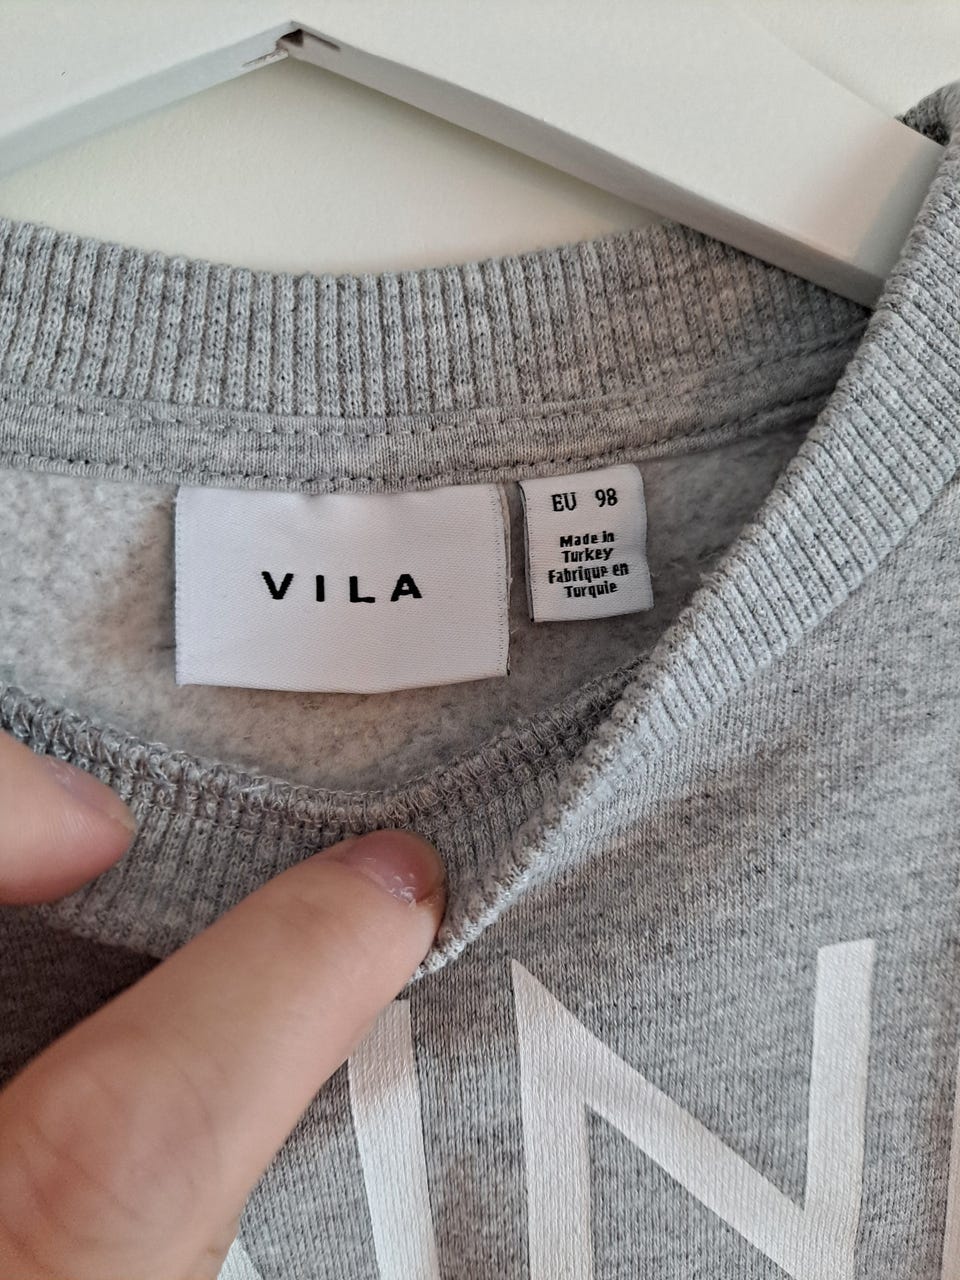 VILA
EU 98
Made in
Turkey
Fabrique en
Turquie
N